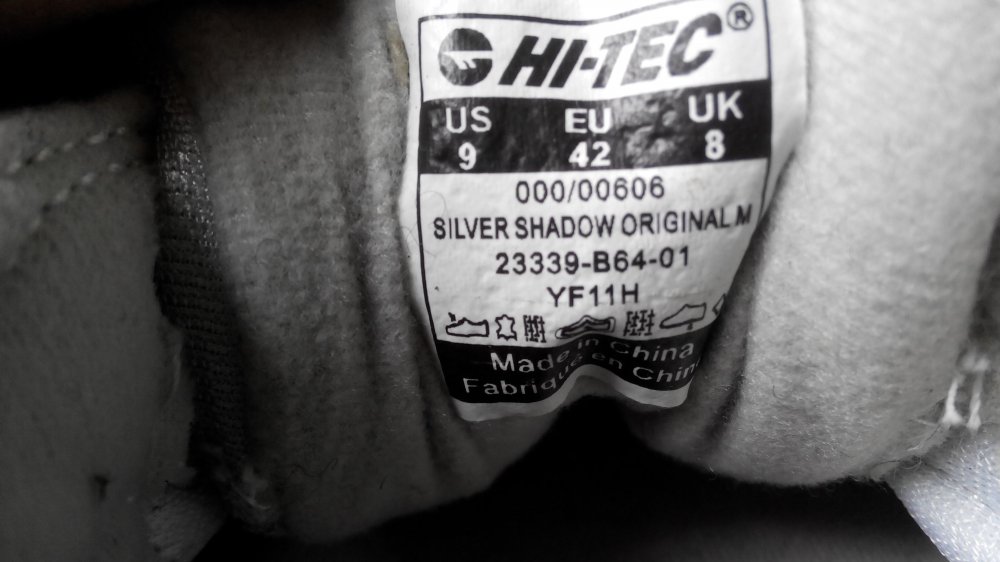 HI-TEC®
US EU UK
9 42 8
000/00606
SILVER SHADOW ORIGINAL M
23339-B64-01
YF11H
Made in China
Fabriqué en Chin